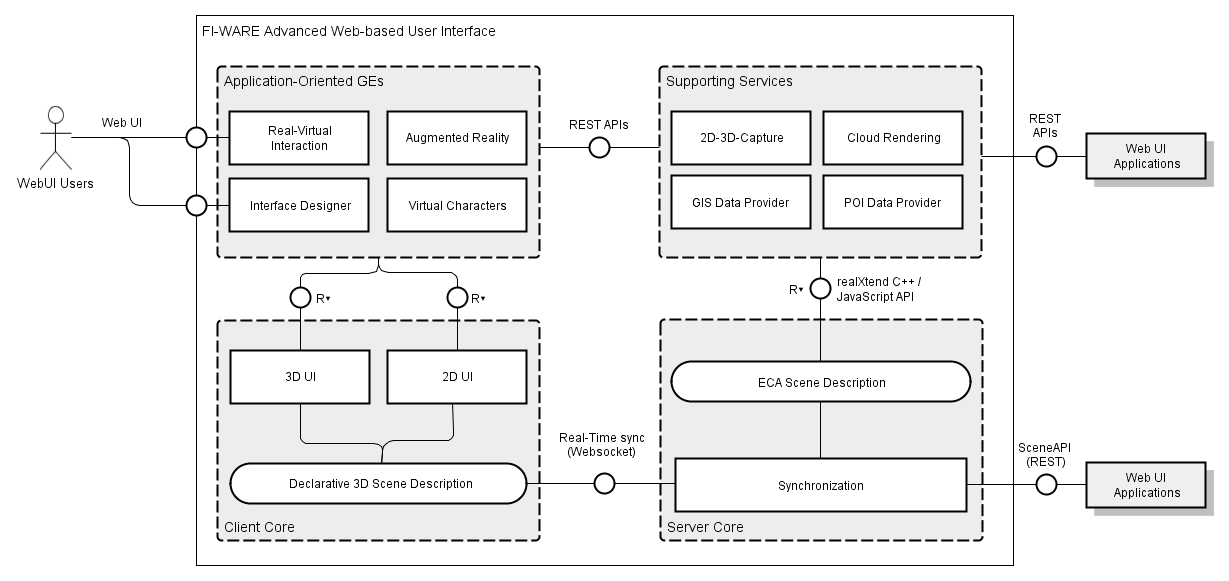 FI-WARE Advanced Web-based User Interface
Application-Oriented GEs
Real-Virtual
Interaction
Augmented Reality
Interface Designer
Virtual Characters
Web UI
WebUI Users
REST APIs
Supporting Services
2D-3D-Capture
Cloud Rendering
GIS Data Provider
POI Data Provider
REST
APIs
Web UI
Applications
R▾
R▾
R▾
realXtend C++ /
JavaScript API
3D UI
2D UI
Declarative 3D Scene Description
Client Core
Real-Time sync
(Websocket)
ECA Scene Description
Synchronization
Server Core
SceneAPI
(REST)
Web UI
Applications